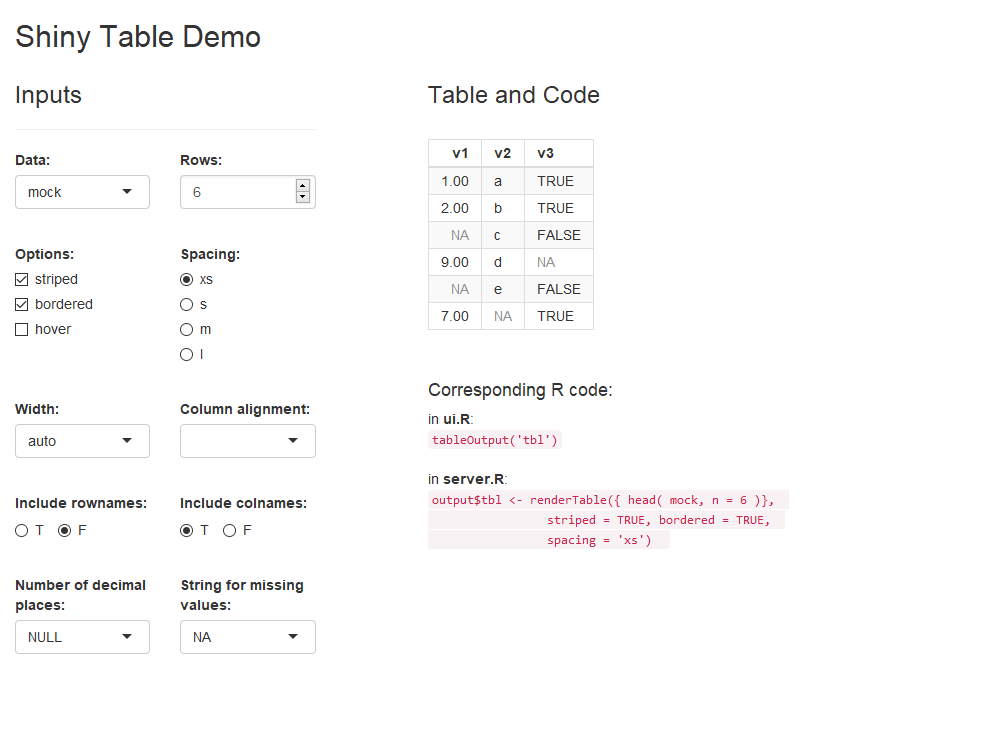 Shiny Table Demo
Inputs
Data:
Rows:
mock
6
Options:
Spacing:
striped
xs
bordered
s
hover
m
l
Width:
Column alignment:
auto
Include rownames:
Include colnames:
T F
T F
Number of decimal
places:
String for missing
values:
NULL
NA
Table and Code
v1 v2 v3
1.00 a TRUE
2.00 b TRUE
NA c FALSE
9.00 d NA
NA e FALSE
7.00 NA TRUE
Corresponding R code:
in ui.R:
tableOutput('tbl')
in server.R:
output$tbl <- renderTable({ head( mock, n = 6 )},
striped = TRUE, bordered = TRUE,
spacing = 'xs')